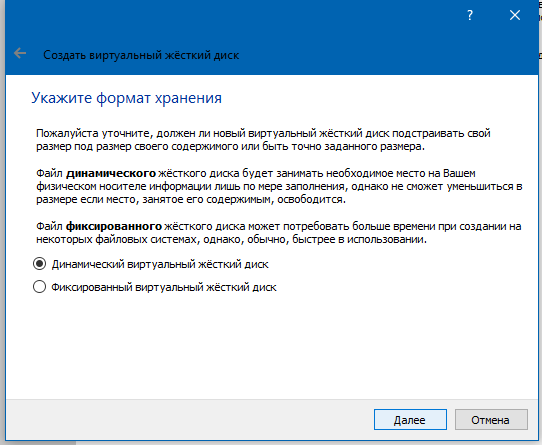 ?
Создать виртуальный жёсткий диск
Укажите формат хранения
Пожалуйста уточните, должен ли новый виртуальный жёсткий диск подстраивать свой
размер под размер своего содержимого или быть точно заданного размера.
Файл динамического жёсткого диска будет занимать необходимое место на Вашем
физическом носителе информации лишь по мере заполнения, однако не сможет уменьшиться в
размере если место, занятое его содержимым, освободится.
Файл фиксированного жёсткого диска может потребовать больше времени при создании на
некоторых файловых системах, однако, обычно, быстрее в использовании.
Динамический виртуальный жёсткий диск
Фиксированный виртуальный жёсткий диск
Далее
Отмена